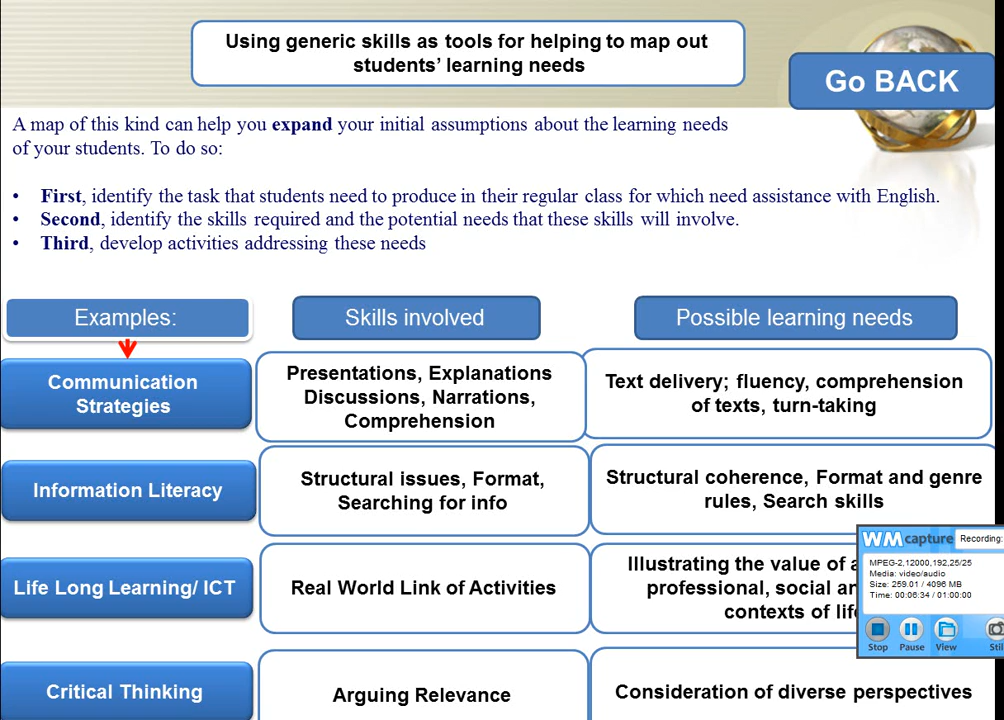 Using generic skills as tools for helping to map out
students' learning needs
Go BACK
A map of this kind can help you expand your initial assumptions about the learning needs
of your students. To do so:
• First, identify the task that students need to produce in their regular class for which need assistance with English.
• Second, identify the skills required and the potential needs that these skills will involve.
• Third, develop activities addressing these needs
Examples:
Skills involved
Possible learning needs
Communication
Strategies
Presentations, Explanations
Discussions, Narrations,
Comprehension
Text delivery; fluency, comprehension
of texts, turn-taking
Information Literacy
Structural issues, Format,
Searching for info
Structural coherence, Format and genre
rules, Search skills
Life Long Learning/ ICT
Real World Link of Activities
Illustrating the value of
professional, social
contexts of
Critical Thinking
Arguing Relevance
Consideration of diverse perspectives
WM capture
Recording:
MPEG-2,12000,192,25/25
Media: video/audio
Size: 259.01 / 4096 MB
Time: 00:06:34 / 01:00:00
Stop Pause View